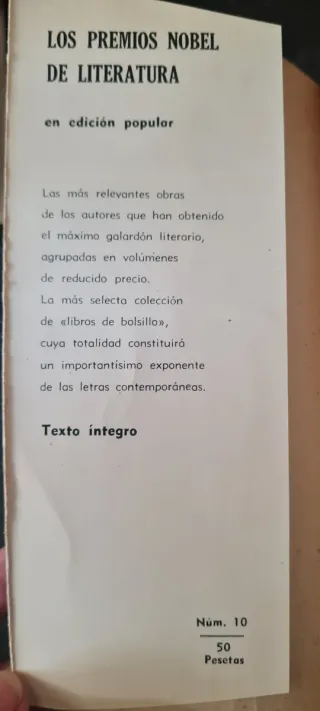 LOS PREMIOS NOBEL
DE LITERATURA
en edición popular
Las más relevantes obras
de los autores que han obtenido
el máximo galardón literario,
agrupadas en volúmenes
de reducido precio.
La más selecta colección
de «libros de bolsillo»,
cuya totalidad constituirá
un importantísimo exponente
de las letras contemporáneas.
Texto íntegro
Núm. 10
50
Pesetas